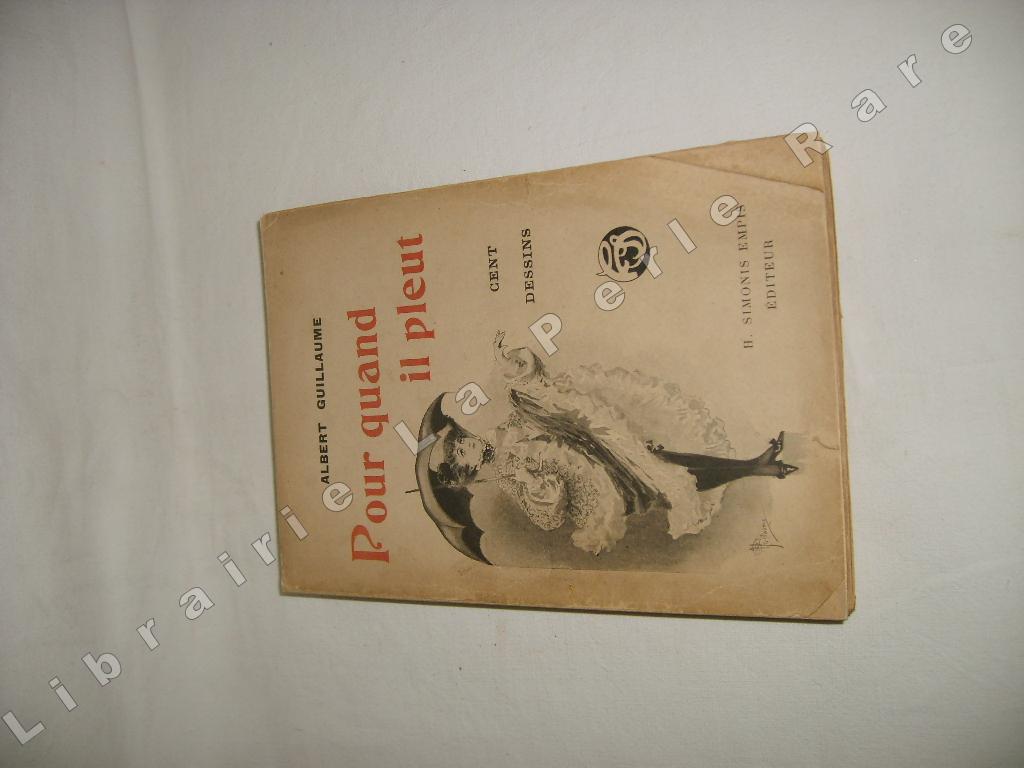 ALBERT GUILLAUME
Pour quand
il pleut
CENT
DESSINS
H. SIMONIS EMPIS
ÉDITEUR
Librairie La Perle Rare